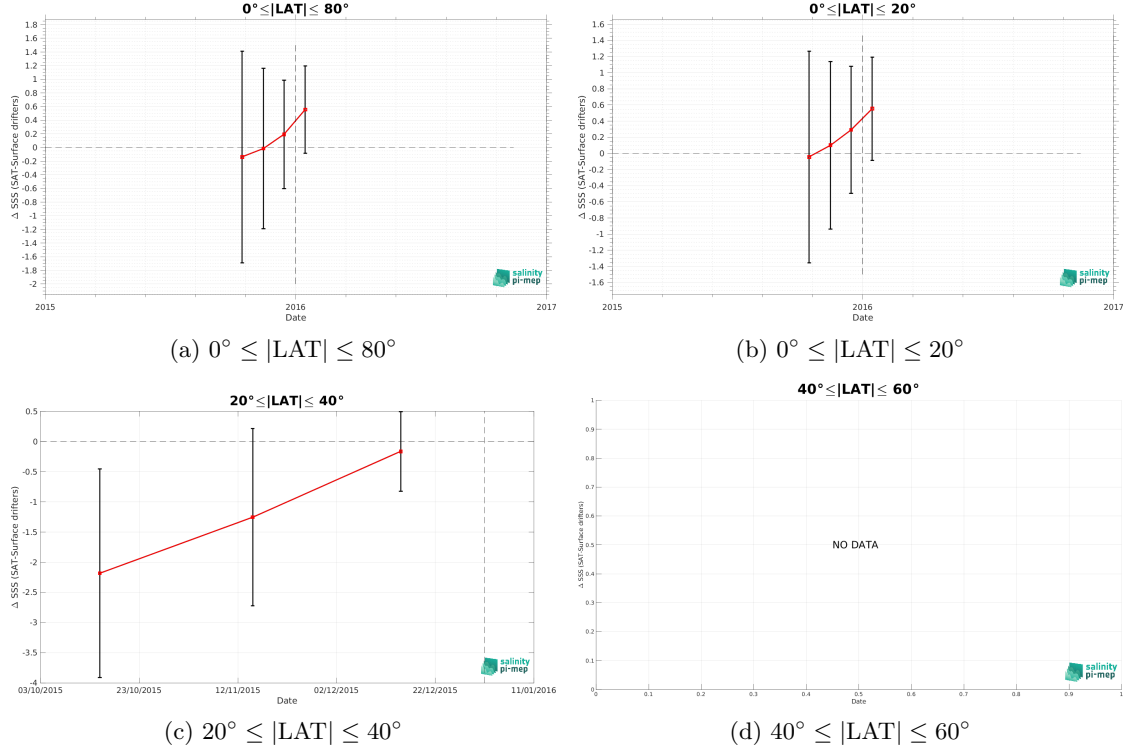 0°≤|LAT|≤ 80°
1.8
1.6
1.4
1.2
1
0.8
0.6
0.4
0.2
0
-0.2
-0.4
-0.6
-0.8
-1
-1.2
-1.4
-1.6
-1.8
-2
Δ SSS (SAT-Surface drifters)
salinity
pi-mep
2015 2016 2017
Date
(a) 0° ≤ |LAT| ≤ 80°
0°≤|LAT|≤ 20°
1.6
1.4
1.2
1
0.8
0.6
0.4
0.2
0
-0.2
-0.4
-0.6
-0.8
-1
-1.2
-1.4
-1.6
Δ SSS (SAT-Surface drifters)
salinity
pi-mep
2015 2016 2017
Date
(b) 0° ≤ |LAT| ≤ 20°
20°≤|LAT|≤ 40°
0.5
0
-0.5
-1
-1.5
-2
-2.5
-3
-3.5
-4
Δ SSS (SAT-Surface drifters)
salinity
pi-mep
03/10/2015 23/10/2015 12/11/2015 02/12/2015 22/12/2015 11/01/2016
Date
(c) 20° ≤ |LAT| ≤ 40°
40°≤|LAT|≤ 60°
1
0.9
0.8
0.7
0.6
0.5
0.4
0.3
0.2
0.1
0
Δ SSS (SAT-Surface drifters)
NO DATA
salinity
pi-mep
0 0.1 0.2 0.3 0.4 0.5 0.6 0.7 0.8 0.9 1
Date
(d) 40° ≤ |LAT| ≤ 60°